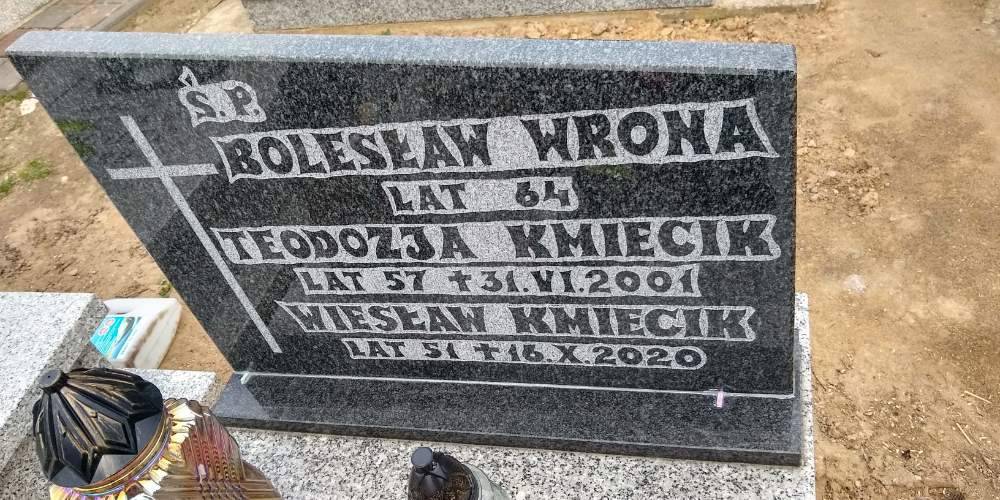 Ś.P.
BOLESŁAW WRONA
LAT 64
TEODOZJA KMIECIK
LAT 57 ✝ 31.VI.2001
WIESŁAW KMIECIK
LAT 51 ✝ 16.X.2020